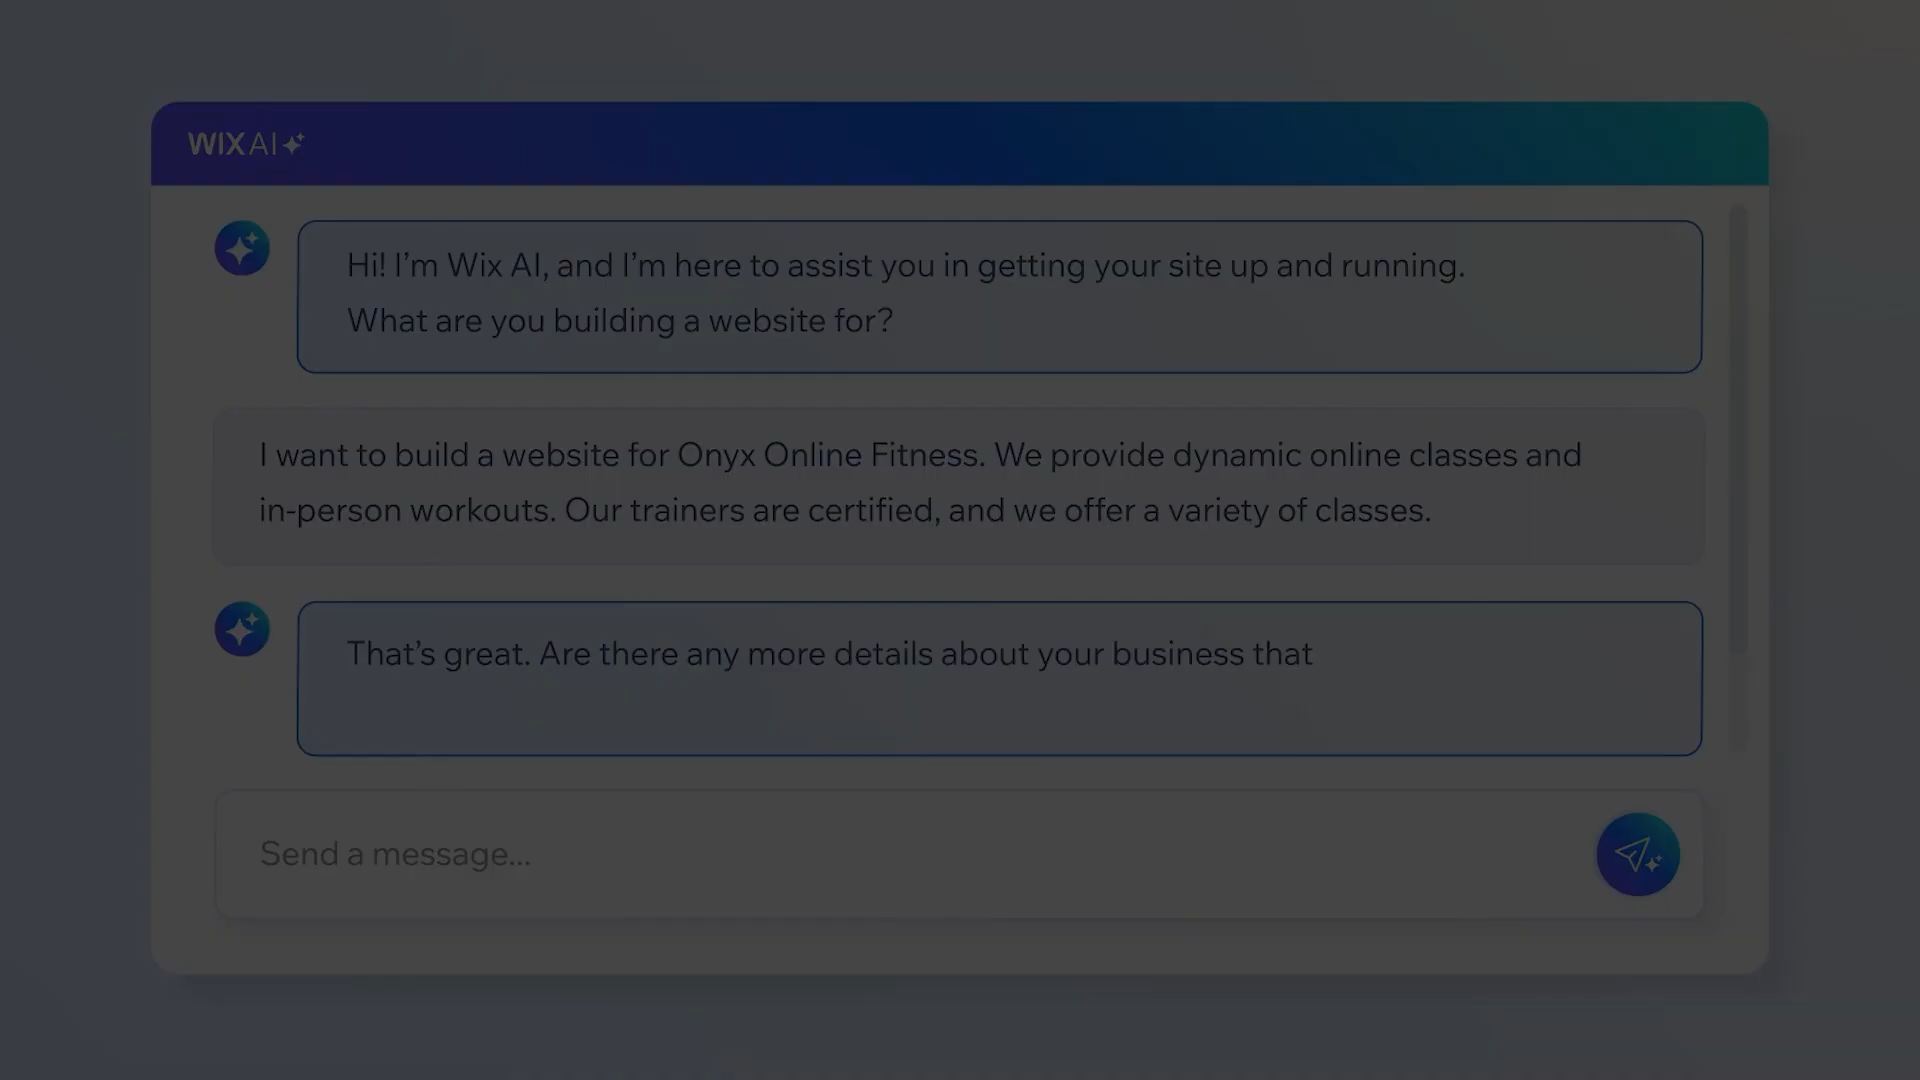 WIX AI
Hi! I’m Wix AI, and I’m here to assist you in getting your site up and running.
What are you building a website for?
I want to build a website for Onyx Online Fitness. We provide dynamic online classes and
in-person workouts. Our trainers are certified, and we offer a variety of classes.
That’s great. Are there any more details about your business that
Send a message...